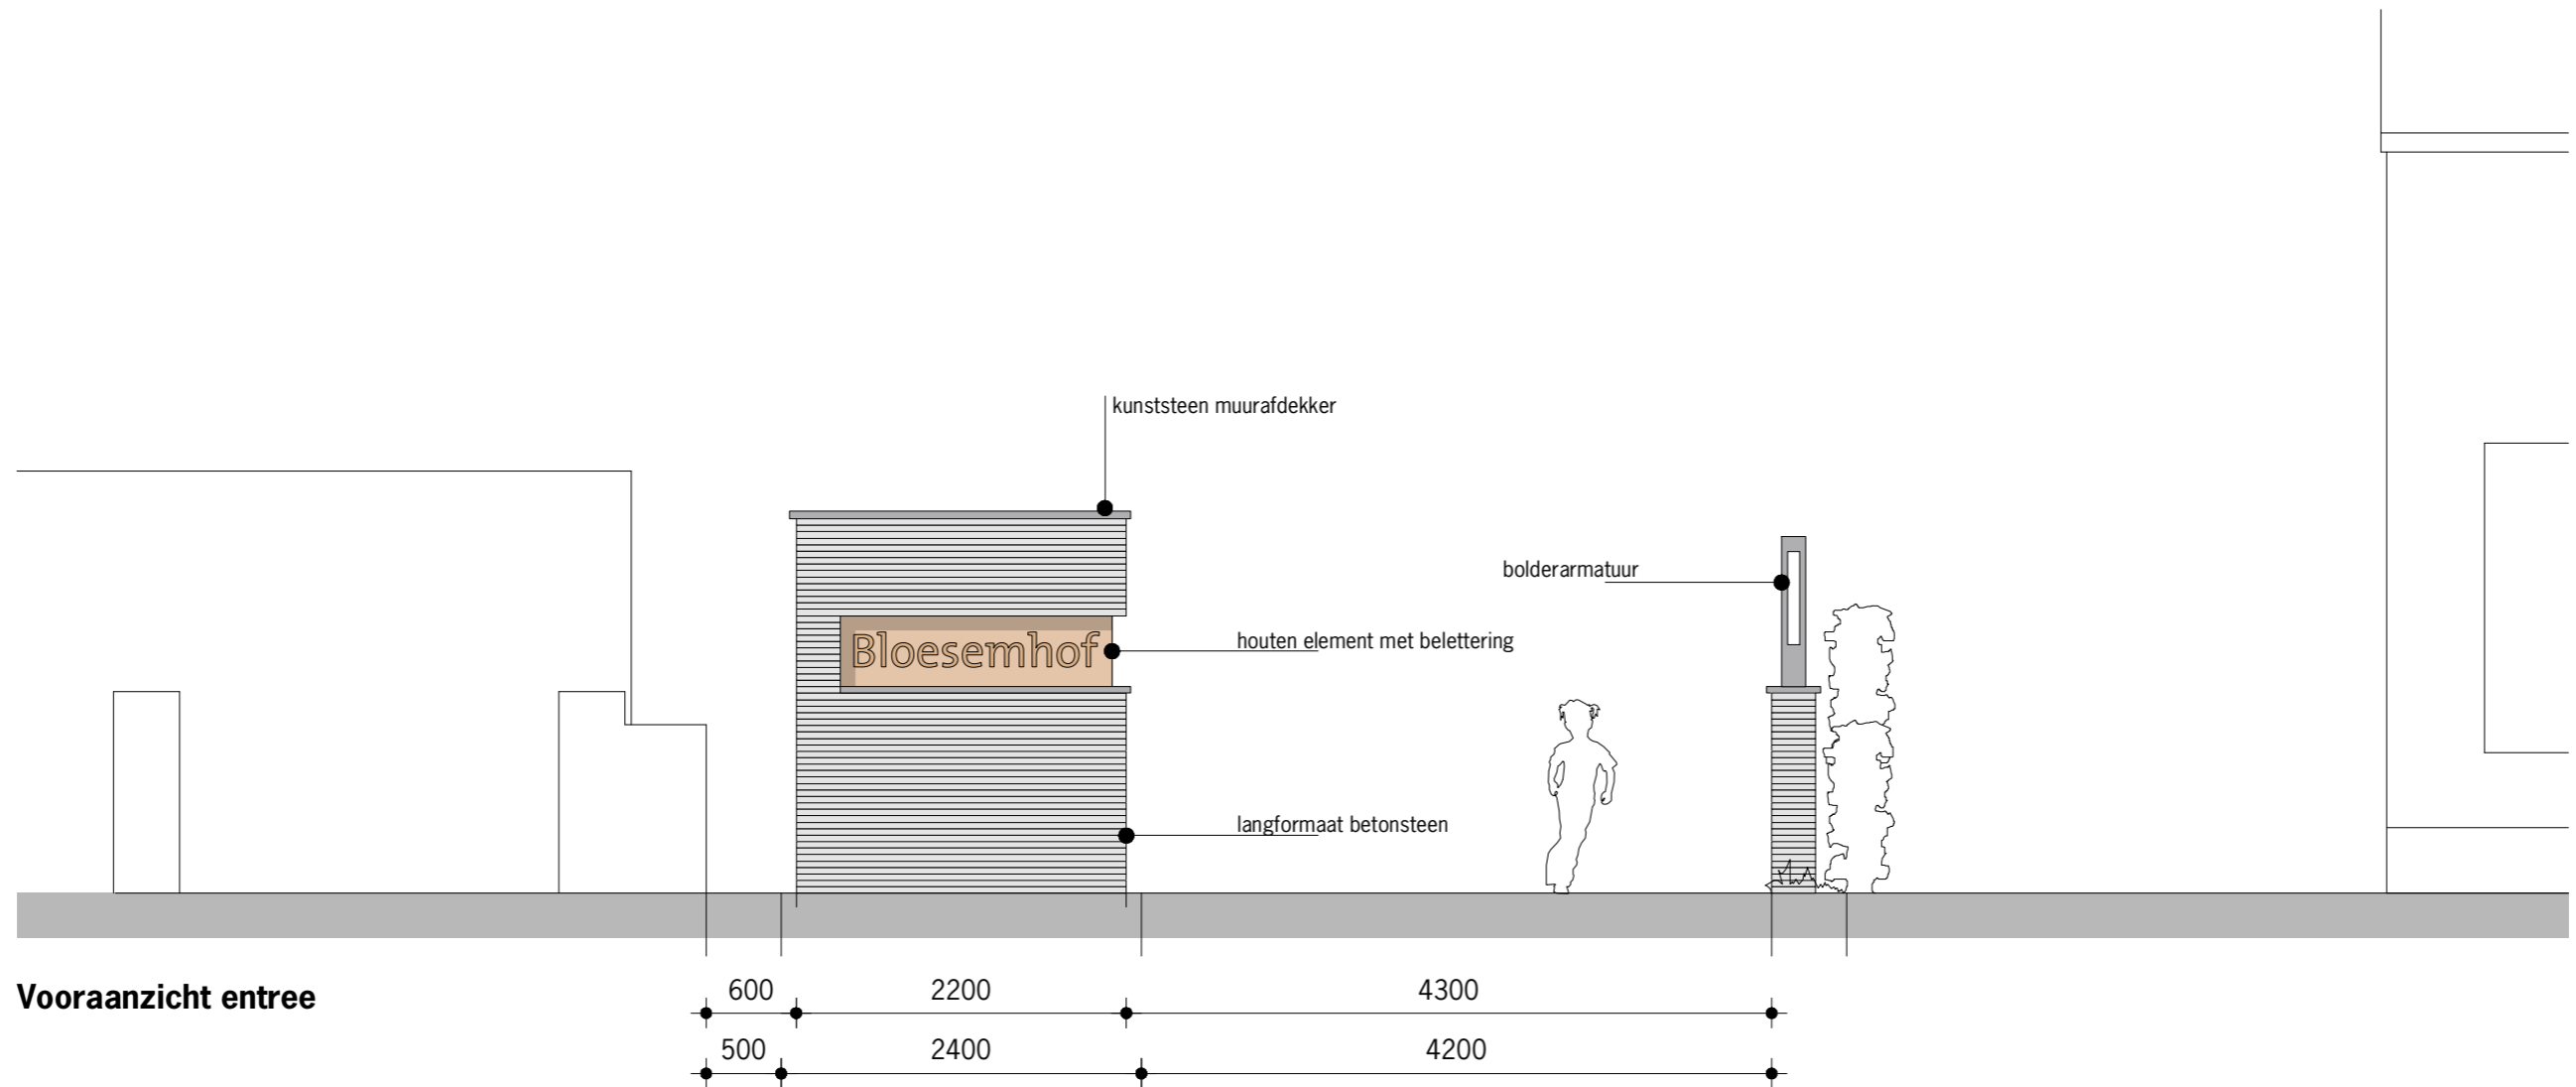 kunststeen muurafdekker
bolderarmatuur
Bloesemhof
houten element met belettering
langformaat betonsteen
Vooraanzicht entree
600 2200 4300
500 2400 4200